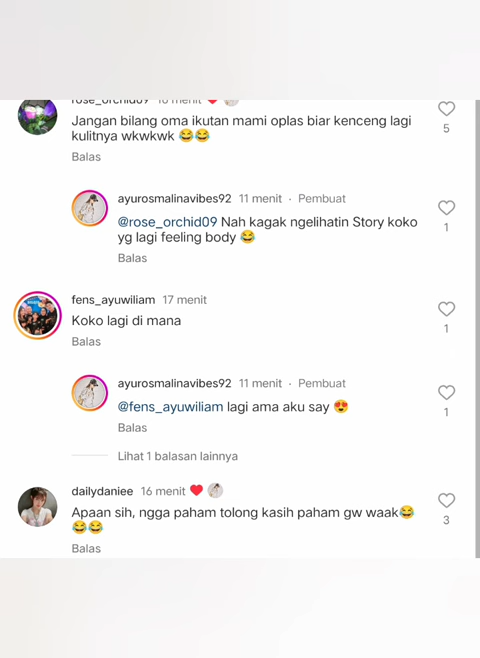 rose_orchid09 16 menit
Jangan bilang oma ikutan mami oplas biar kenceng lagi
kulitnya wkwkwk 😂😂
5
Balas
ayurosmalinavibes92 11 menit · Pembuat
@rose_orchid09 Nah kagak ngelihatin Story koko
yg lagi feeling body 😂
1
Balas
fens_ayuwiliam 17 menit
Koko lagi di mana
1
Balas
ayurosmalinavibes92 11 menit · Pembuat
@fens_ayuwiliam lagi ama aku say 😍
1
Balas
Lihat 1 balasan lainnya
dailydaniee 16 menit ❤️
Apaan sih, ngga paham tolong kasih paham gw waak😂
😂😂
3
Balas